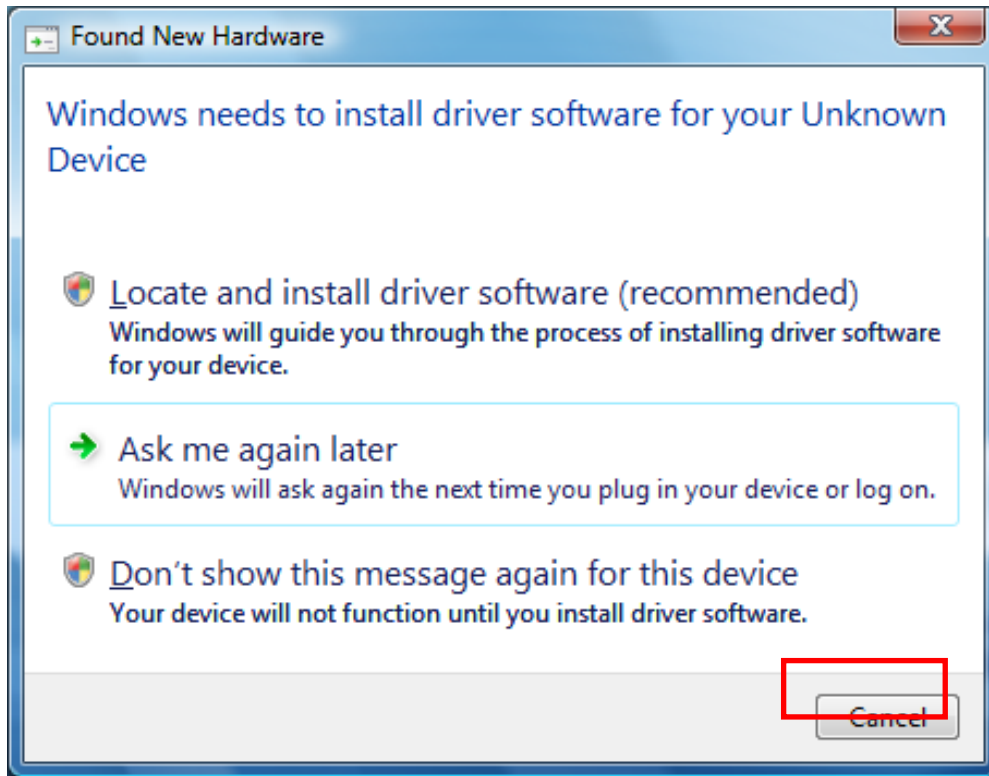 Found New Hardware
Windows needs to install driver software for your Unknown
Device
Locate and install driver software (recommended)
Windows will guide you through the process of installing driver software
for your device.
Ask me again later
Windows will ask again the next time you plug in your device or log on.
Don't show this message again for this device
Your device will not function until you install driver software.
Cancel